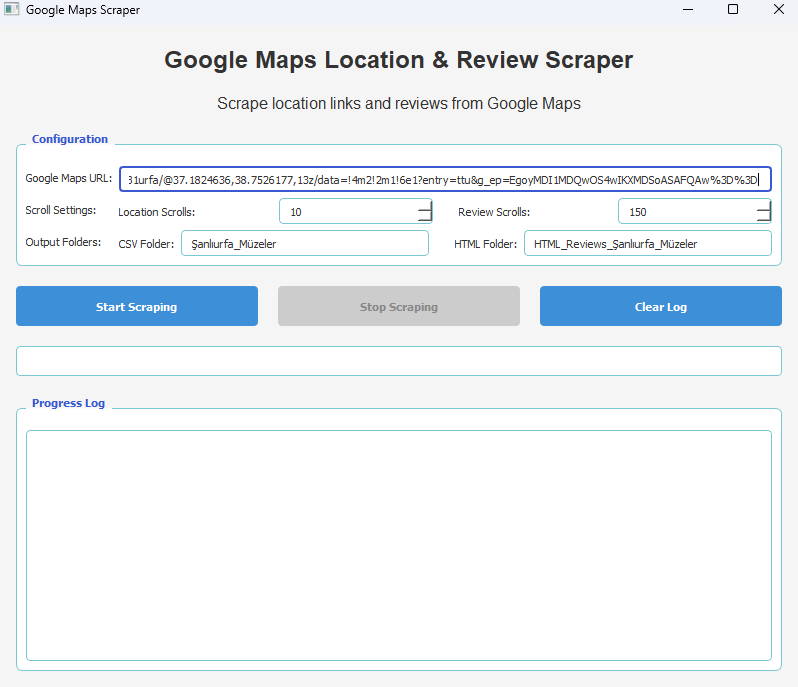 Google Maps Scraper
Google Maps Location & Review Scraper
Scrape location links and reviews from Google Maps
Configuration
Google Maps URL: 31urfa/@37.1824636,38.7526177,13z/data=!4m2!2m1!6e1?entry=ttu&g_ep=EgoyMDI1MDQwOS4wIKXMDSoASAFQAw%3D%3D
Scroll Settings: Location Scrolls: 10 Review Scrolls: 150
Output Folders: CSV Folder: Şanlıurfa_Müzeler HTML Folder: HTML_Reviews_Şanlıurfa_Müzeler
Start Scraping Stop Scraping Clear Log
Progress Log